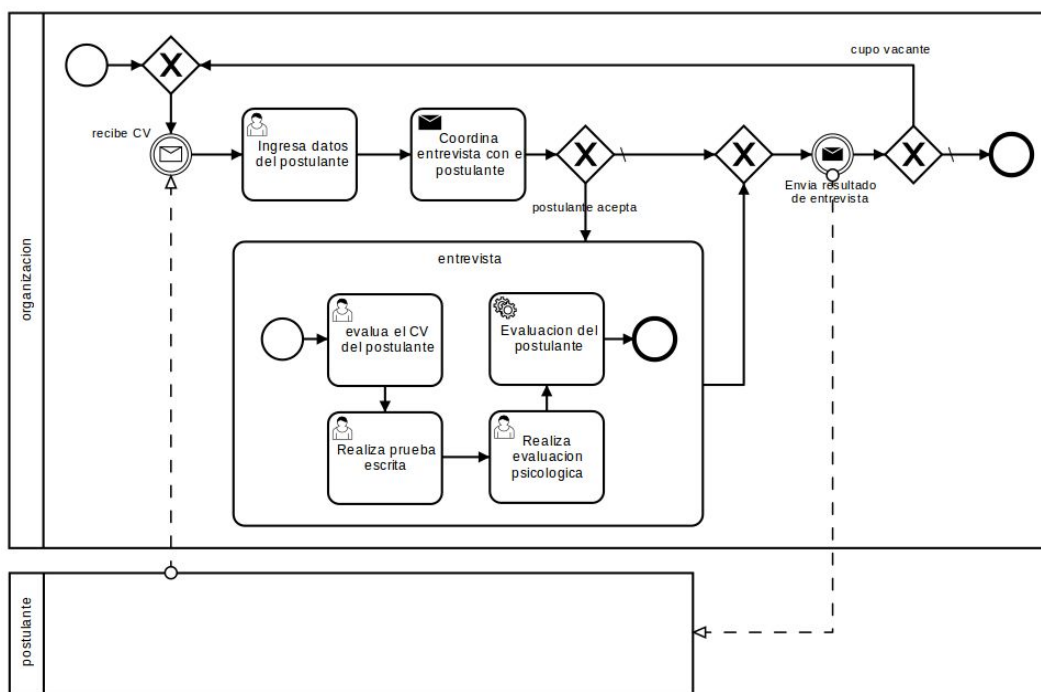 cupo vacante
recibe CV
Ingresa datos
del postulante
Coordina
entrevista con e
postulante
postulante acepta
Envia resultado
de entrevista
organizacion
entrevista
evalua el CV
del postulante
Evaluacion del
postulante
Realiza prueba
escrita
Realiza
evaluacion
psicologica
postulante